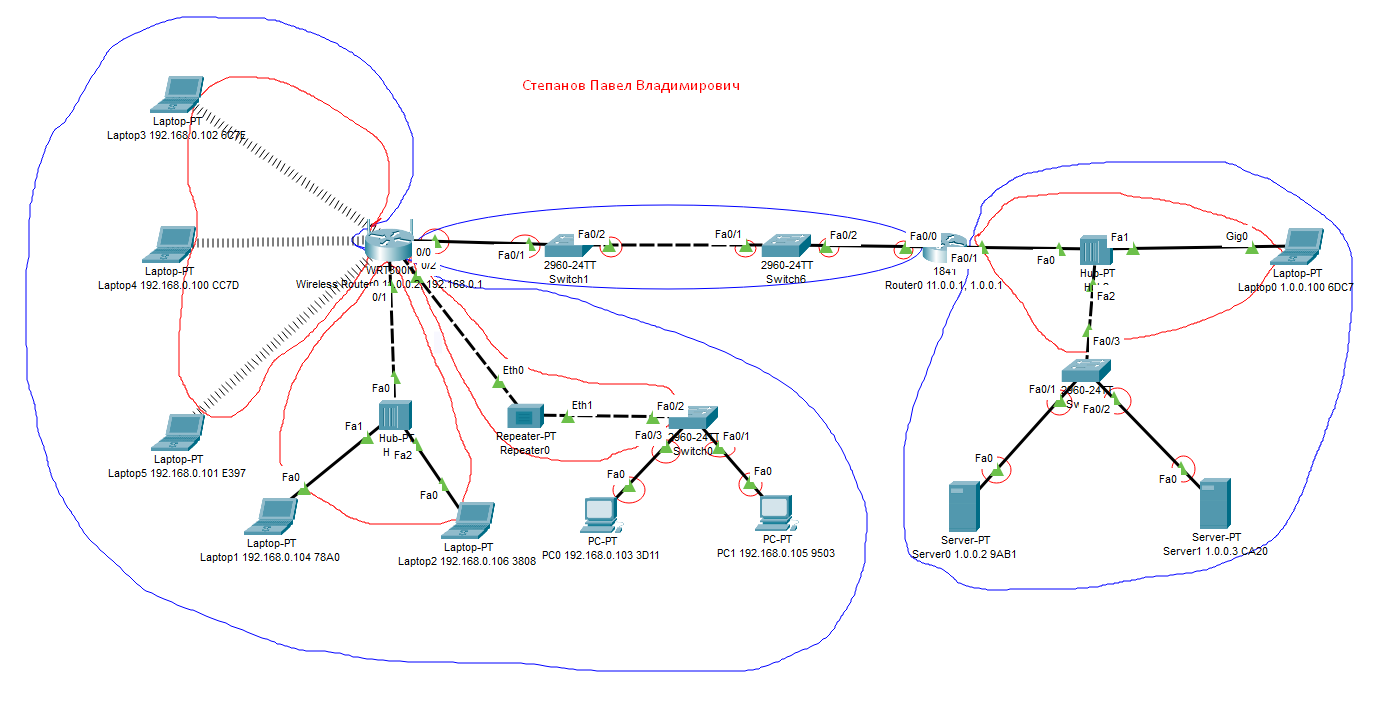 Степанов Павел Владимирович
Laptop-PT
Laptop3 192.168.0.102 6C7E
Laptop-PT
Laptop4 192.168.0.100 CC7D
Laptop-PT
Laptop5 192.168.0.101 E397
0/0
0/2
0/1
WRT300N
Wireless Router0 11.0.0.2, 192.168.0.1
Fa0/1
Fa0/2
2960-24TT
Switch1
Fa0/1
Fa0/2
2960-24TT
Switch6
Fa0/0
Fa0/1
1841
Router0 11.0.0.1, 1.0.0.1
Fa0
Fa1
Hub-PT
Fa2
Gig0
Laptop-PT
Laptop0 1.0.0.100 6DC7
Fa0/3
Fa0/1
2960-24TT
Fa0/2
Fa0
Fa0
Server-PT
Server0 1.0.0.2 9AB1
Server-PT
Server1 1.0.0.3 CA20
Fa0
Fa1
Hub-PT
Fa2
Fa0
Fa0
Laptop-PT
Laptop1 192.168.0.104 78A0
Laptop-PT
Laptop2 192.168.0.106 3808
Eth0
Eth1
Repeater-PT
Repeater0
Fa0/2
Fa0/3
2960-24TT
Fa0/1
Switch0
Fa0
Fa0
PC-PT
PC0 192.168.0.103 3D11
PC-PT
PC1 192.168.0.105 9503